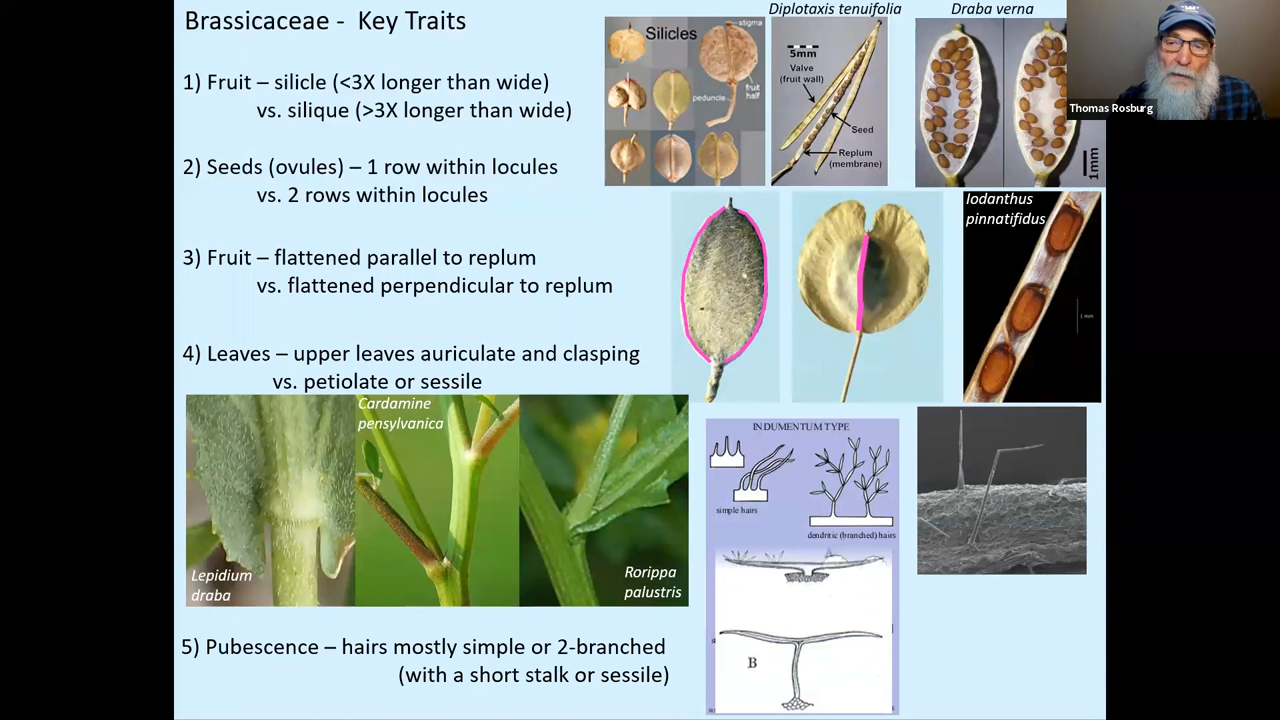 Brassicaceae - Key Traits
1) Fruit – silicle (<3X longer than wide)
vs. silique (>3X longer than wide)
2) Seeds (ovules) – 1 row within locules
vs. 2 rows within locules
3) Fruit – flattened parallel to replum
vs. flattened perpendicular to replum
4) Leaves – upper leaves auriculate and clasping
vs. petiolate or sessile
Lepidium
draba
Cardamine
pensylvanica
Rorippa
palustris
5) Pubescence – hairs mostly simple or 2-branched
(with a short stalk or sessile)
Silicles
stigma
peduncle
fruit
half
Diplotaxis tenuifolia
5mm
Valve
(fruit wall)
Seed
Replum
(membrane)
Draba verna
1mm
Thomas Rosburg
Iodanthus
pinnatifidus
1 mm
INDUMENTUM TYPE
simple hairs
dendritic (branched) hairs
B